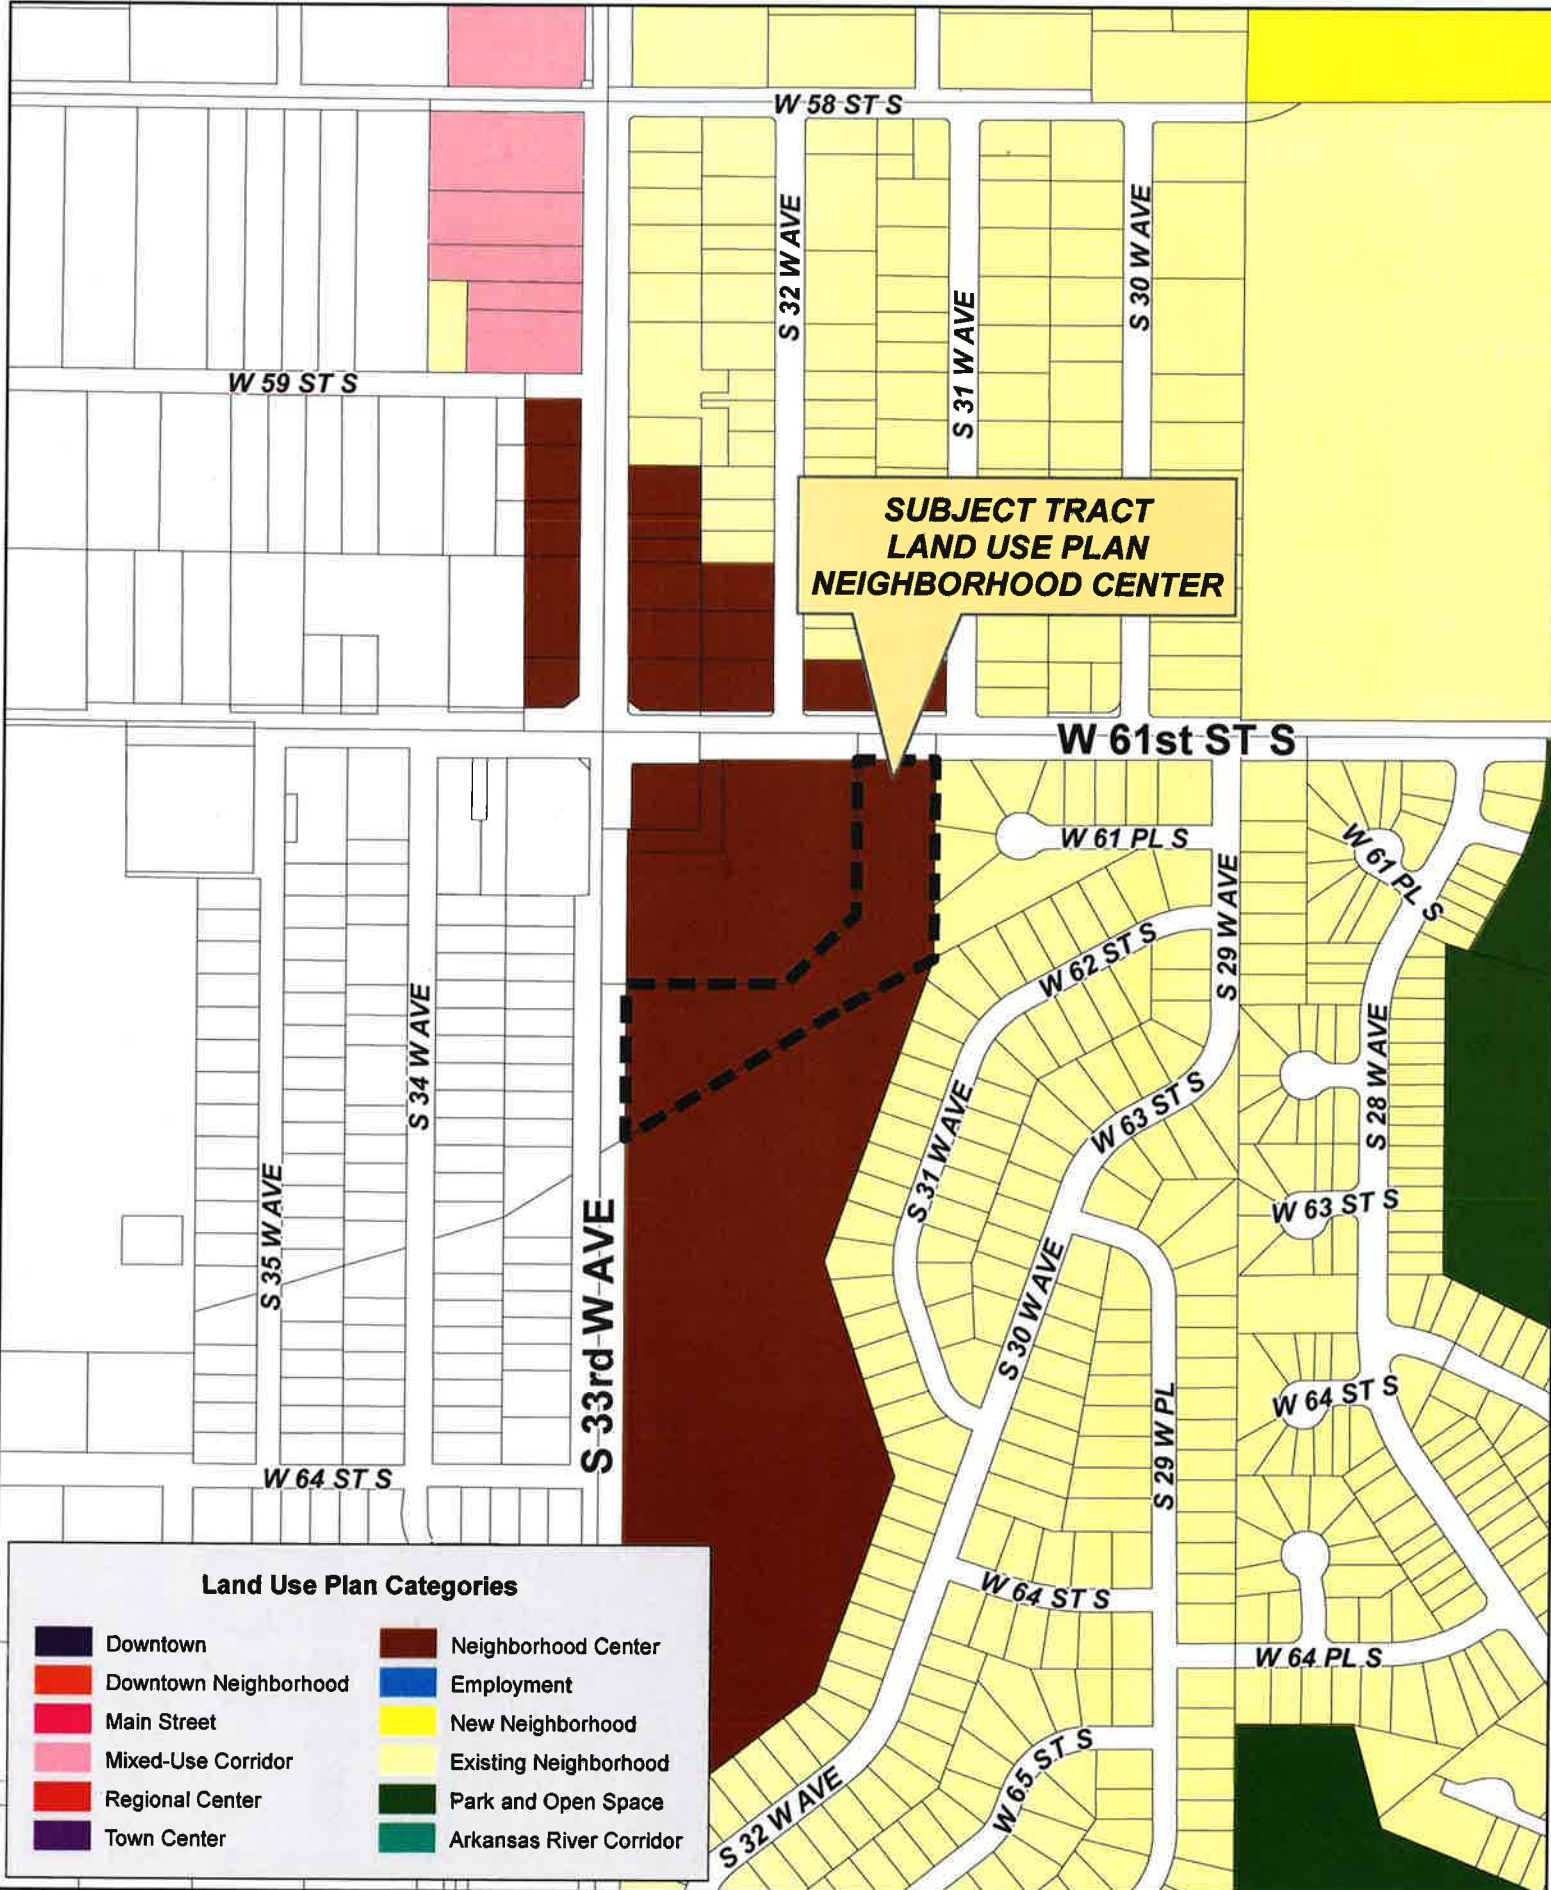 W 58 ST S
S 32 W AVE
S 30 W AVE
S 31 W AVE
W 59 ST S
SUBJECT TRACT
LAND USE PLAN
NEIGHBORHOOD CENTER
W 61st ST S
W 61 PL S
W 61 PL S
S 29 W AVE
W 62 ST S
S 34 W AVE
S 28 W AVE
W 63 ST S
S 31 W AVE
S 35 W AVE
W 63 ST S
S 33rd W AVE
S 30 W AVE
W 64 ST S
S 29 W PL
W 64 ST S
W 64 ST S
W 64 PL S
W 65 ST S
S 32 W AVE
Land Use Plan Categories
Downtown
Downtown Neighborhood
Main Street
Mixed-Use Corridor
Regional Center
Town Center
Neighborhood Center
Employment
New Neighborhood
Existing Neighborhood
Park and Open Space
Arkansas River Corridor